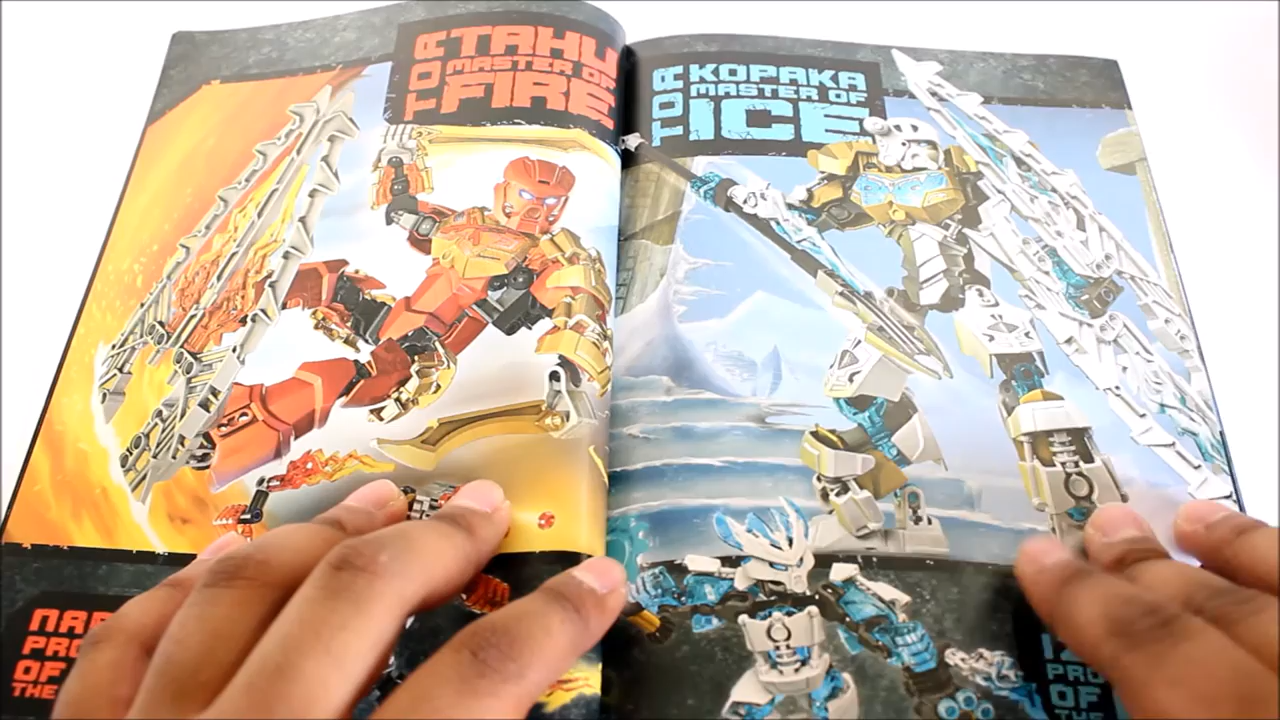 TOA
TAHU
MASTER OF
FIRE
TOA
KOPAKA
MASTER OF
ICE
PRO
OF
THE
PRO
OF
THE